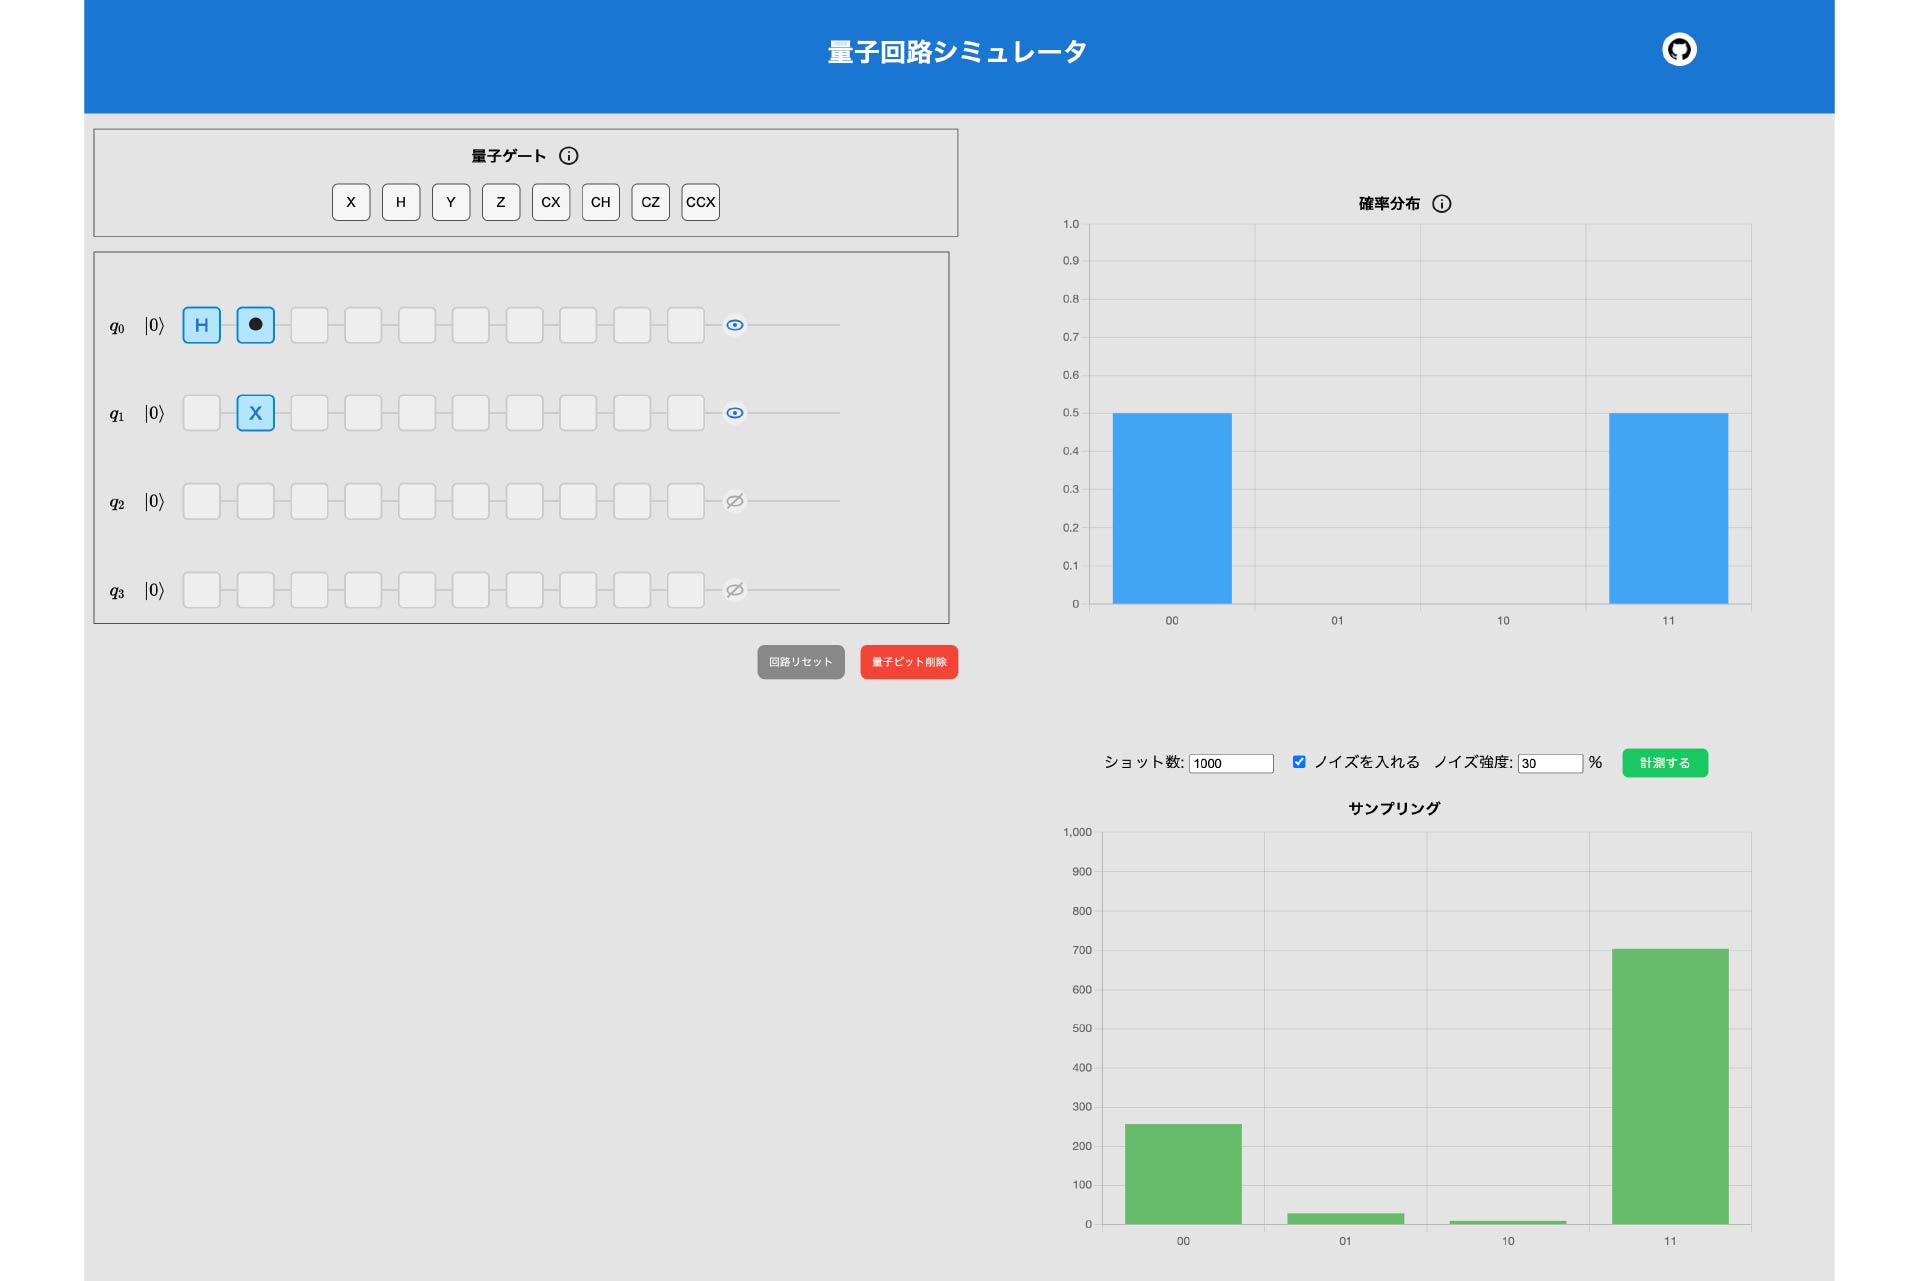 量子回路シミュレータ
量子ゲート
X H Y Z CX CH CZ CCX
q0 |0⟩ H
q1 |0⟩ X
q2 |0⟩
q3 |0⟩
回路リセット 量子ビット削除
確率分布
1.0
0.9
0.8
0.7
0.6
0.5
0.4
0.3
0.2
0.1
0
00 01 10 11
ショット数: 1000 ノイズを入れる ノイズ強度: 30 % 計測する
サンプリング
1,000
900
800
700
600
500
400
300
200
100
0
00 01 10 11